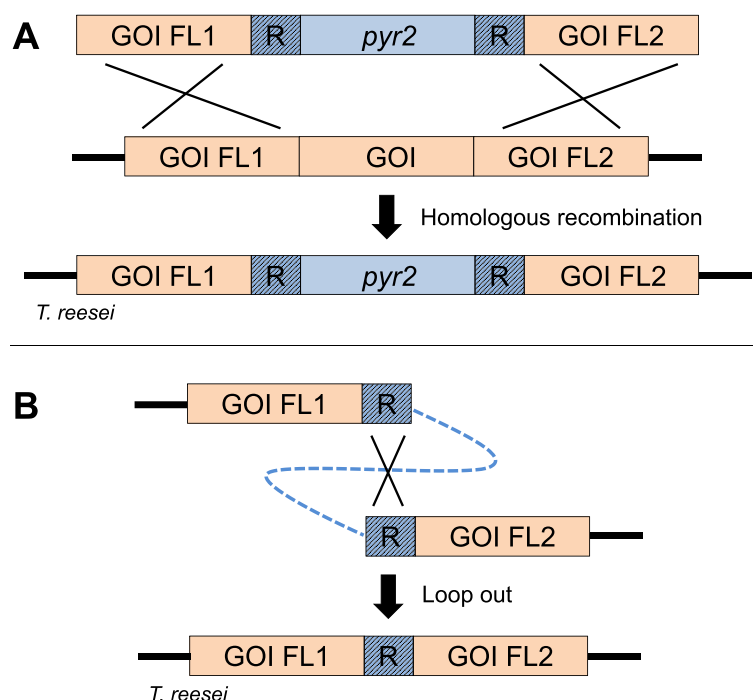 A
GOI FL1 R pyr2 R GOI FL2
GOI FL1 GOI GOI FL2
Homologous recombination
GOI FL1 R pyr2 R GOI FL2
T. reesei
B
GOI FL1 R
R GOI FL2
Loop out
GOI FL1 R GOI FL2
T. reesei